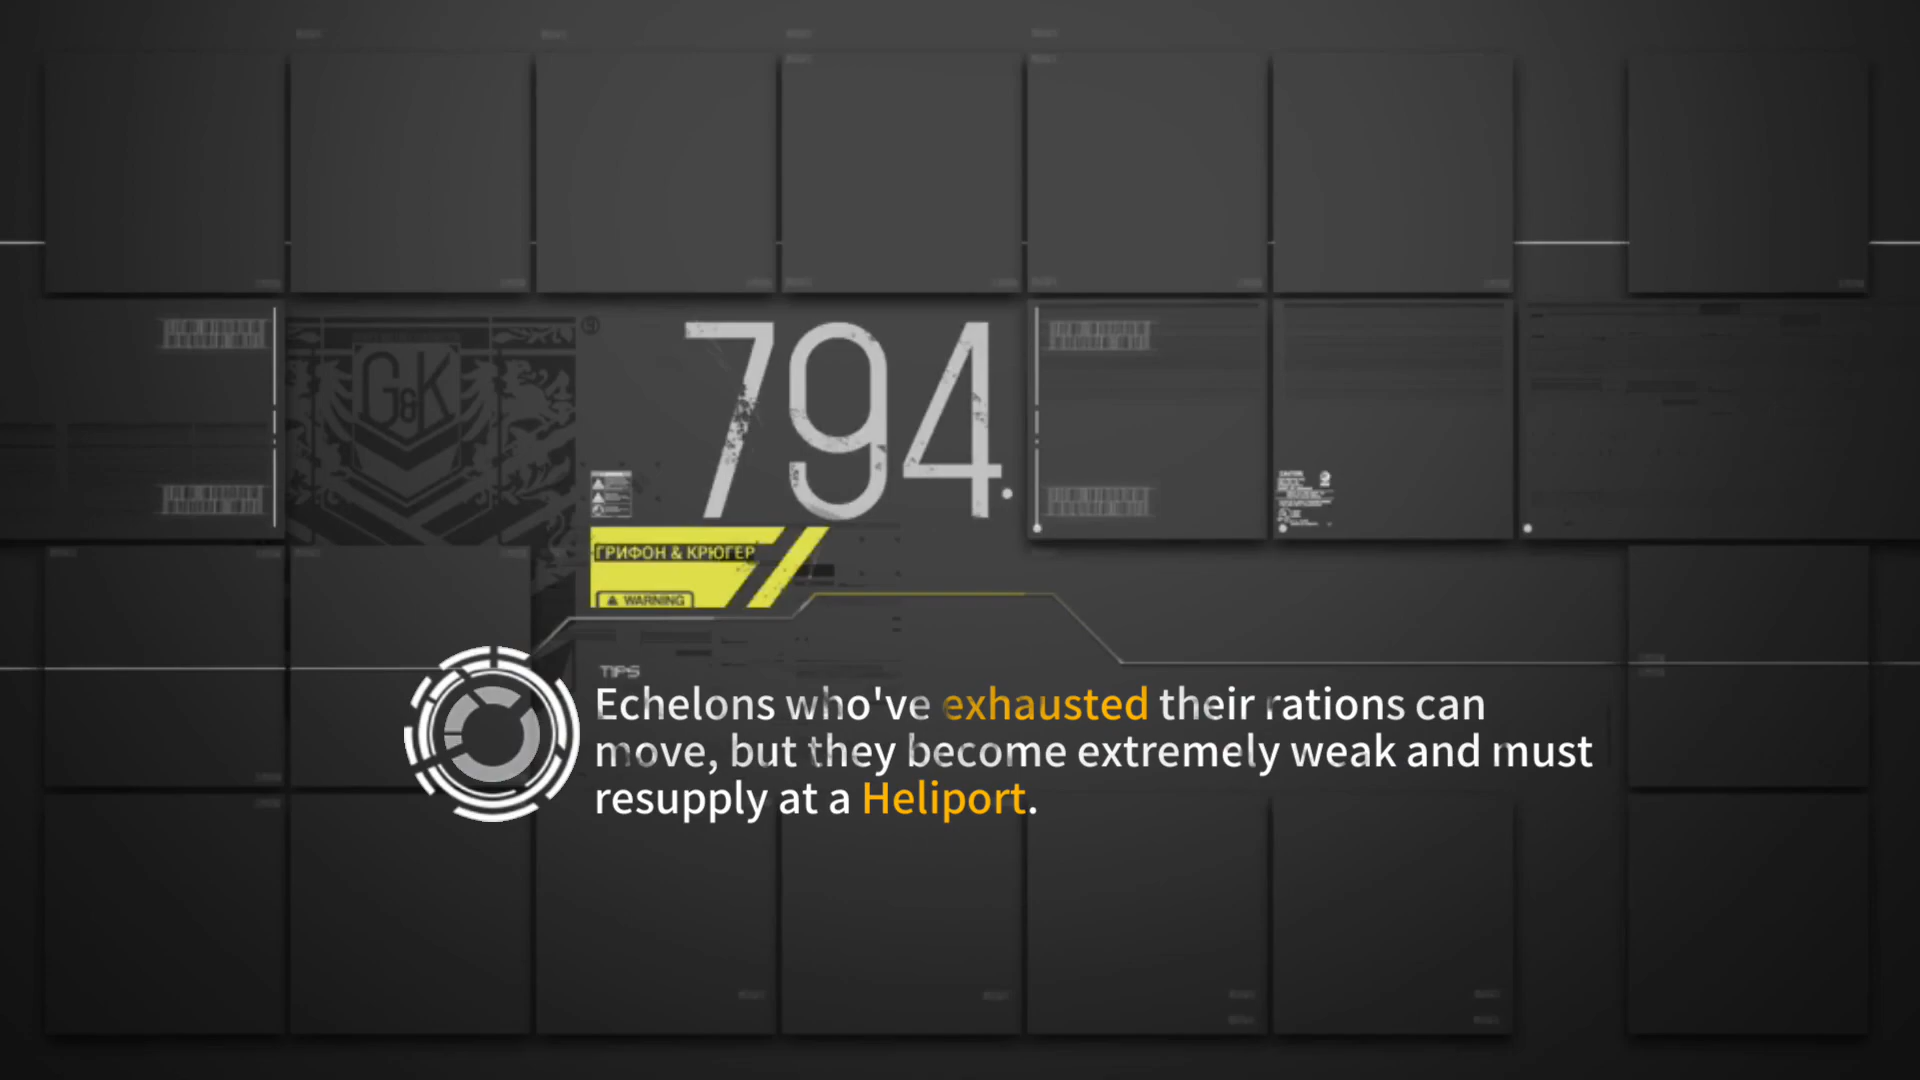 G&K
794.
ГРИФОН & КРЮГЕР
WARNING
TIPS
Echelons who've exhausted their rations can
move, but they become extremely weak and must
resupply at a Heliport.